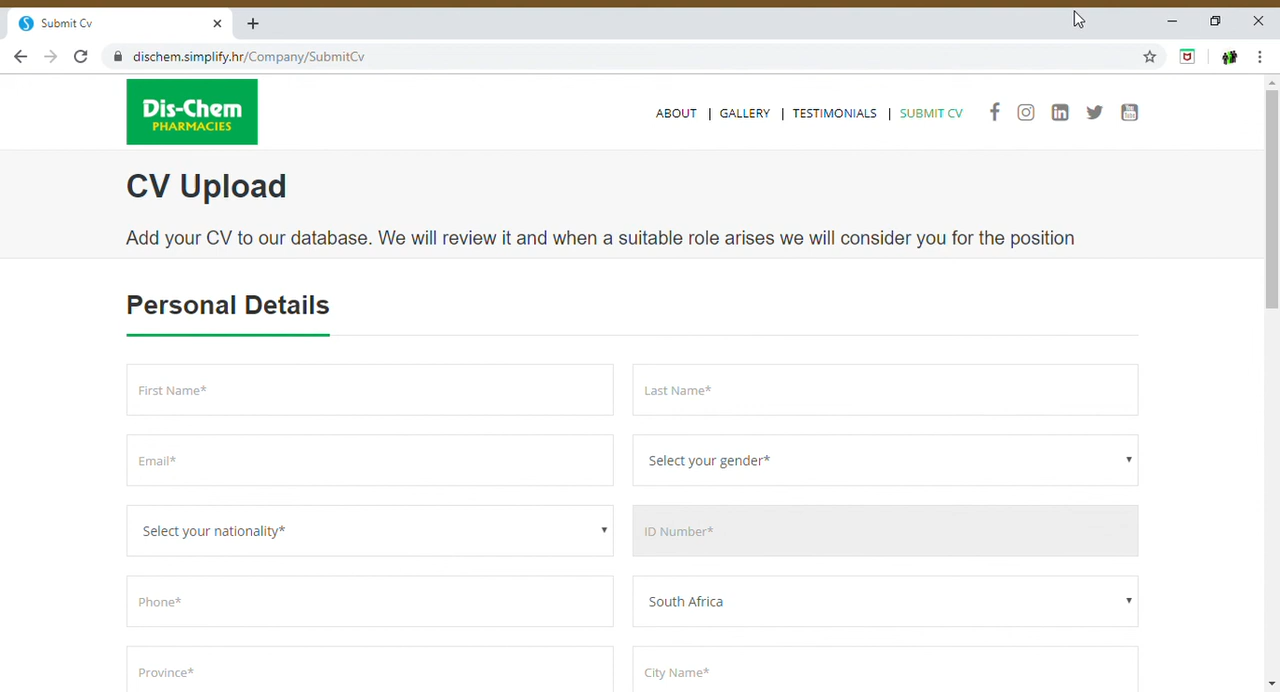 Submit Cv
dischem.simplify.hr/Company/SubmitCv
Dis-Chem
PHARMACIES
ABOUT | GALLERY | TESTIMONIALS | SUBMIT CV
CV Upload
Add your CV to our database. We will review it and when a suitable role arises we will consider you for the position
Personal Details
First Name*
Last Name*
Email*
Select your gender*
Select your nationality*
ID Number*
Phone*
South Africa
Province*
City Name*